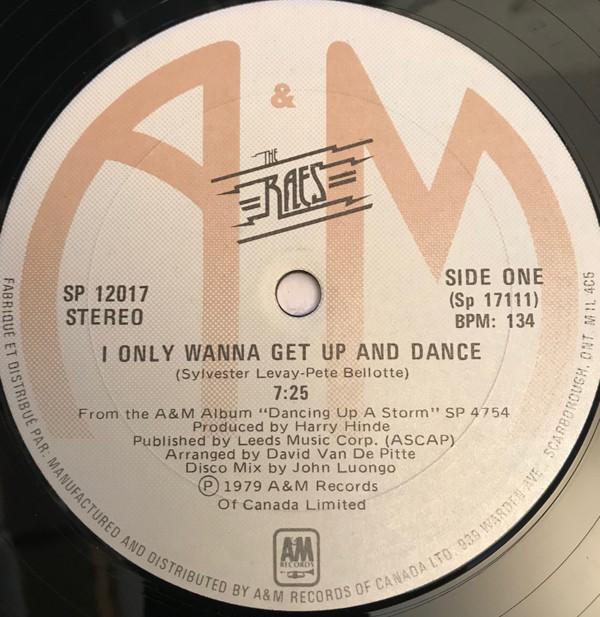 A & M
THE
RAES
SP 12017
STEREO
SIDE ONE
(Sp 17111)
BPM: 134
I ONLY WANNA GET UP AND DANCE
(Sylvester Levay-Pete Bellotte)
7:25
From the A&M Album "Dancing Up A Storm" SP 4754
Produced by Harry Hinde
Published by Leeds Music Corp. (ASCAP)
Arranged by David Van De Pitte
Disco Mix by John Luongo
Ⓟ 1979 A&M Records
Of Canada Limited
AM
RECORDS
FABRIQUÉ ET DISTRIBUÉ PAR: MANUFACTURED AND DISTRIBUTED BY A&M RECORDS OF CANADA LTD. 939 WARDEN AVE - SCARBOROUGH, ONT. M1L 4C5